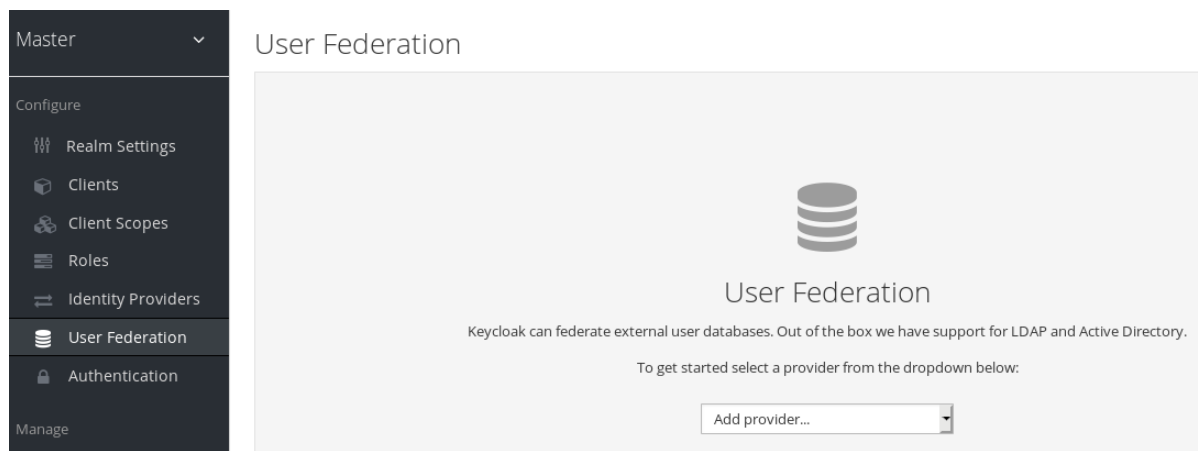 Master
Configure
Realm Settings
Clients
Client Scopes
Roles
Identity Providers
User Federation
Authentication
Manage
User Federation
User Federation
Keycloak can federate external user databases. Out of the box we have support for LDAP and Active Directory.
To get started select a provider from the dropdown below:
Add provider...